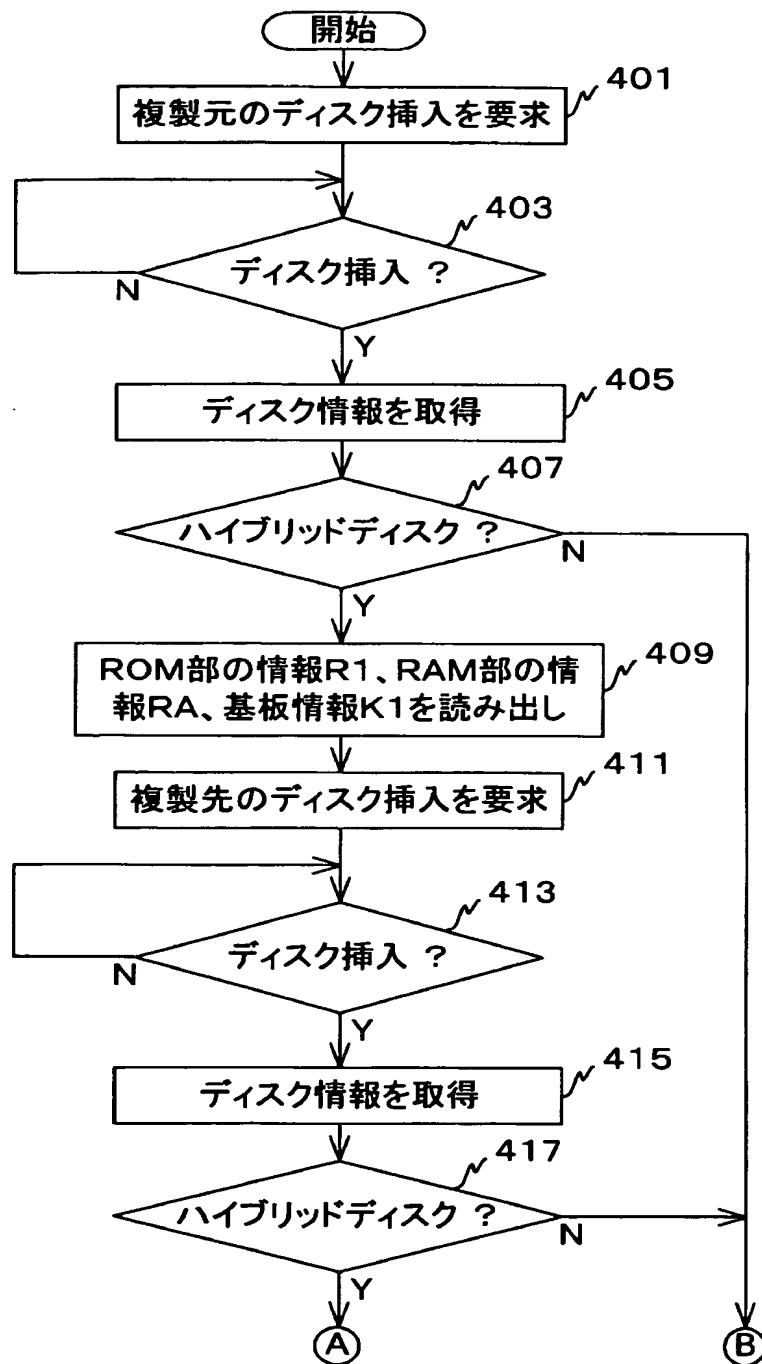 開始
401
複製元のディスク挿入を要求
403
ディスク挿入 ?
N
Y
405
ディスク情報を取得
407
ハイブリッドディスク ?
N
Y
409
ROM部の情報R1、RAM部の情
報RA、基板情報K1を読み出し
411
複製先のディスク挿入を要求
413
ディスク挿入 ?
N
Y
415
ディスク情報を取得
417
ハイブリッドディスク ?
N
Y
A
B